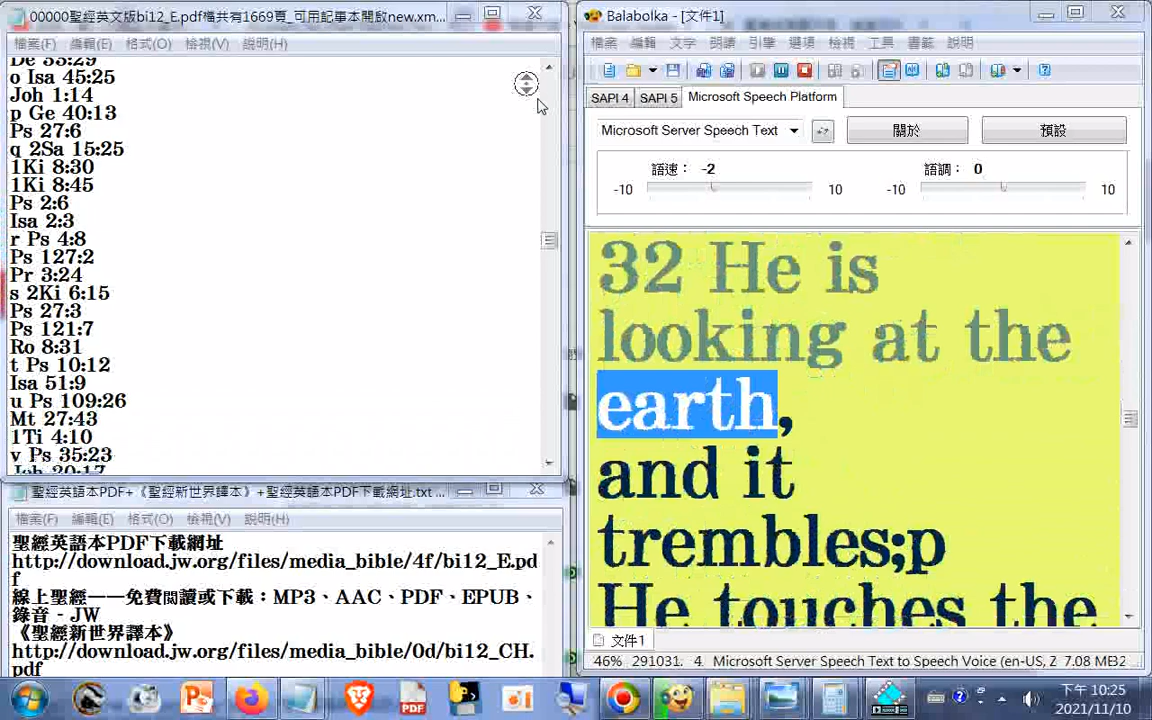 00000聖經英文版bi12_E.pdf檔共有1669頁_可用記事本開啟new.xm...
檔案(F) 編輯(E) 格式(O) 檢視(V) 說明(H)
De 33:29
o Isa 45:25
Joh 1:14
p Ge 40:13
Ps 27:6
q 2Sa 15:25
1Ki 8:30
1Ki 8:45
Ps 2:6
Isa 2:3
r Ps 4:8
Ps 127:2
Pr 3:24
s 2Ki 6:15
Ps 27:3
Ps 121:7
Ro 8:31
t Ps 10:12
Isa 51:9
u Ps 109:26
Mt 27:43
1Ti 4:10
v Ps 35:23
Joh 20:17
聖經英語本PDF+《聖經新世界譯本》+聖經英語本PDF下載網址.txt ...
檔案(F) 編輯(E) 格式(O) 檢視(V) 說明(H)
聖經英語本PDF下載網址
http://download.jw.org/files/media_bible/4f/bi12_E.pd
f
線上聖經——免費閱讀或下載：MP3、AAC、PDF、EPUB、
錄音 - JW
《聖經新世界譯本》
http://download.jw.org/files/media_bible/0d/bi12_CH.
pdf
Balabolka - [文件1]
檔案 編輯 文字 朗讀 引擎 選項 檢視 工具 書籤 說明
SAPI 4 SAPI 5 Microsoft Speech Platform
Microsoft Server Speech Text 關於 預設
語速： -2 語調： 0
-10 10 -10 10
32 He is
looking at the
earth,
and it
trembles;p
He touches the
文件1
46% 291031. 4. Microsoft Server Speech Text to Speech Voice (en-US, Z 7.08 MB2
PDF
下午 10:25
2021/11/10